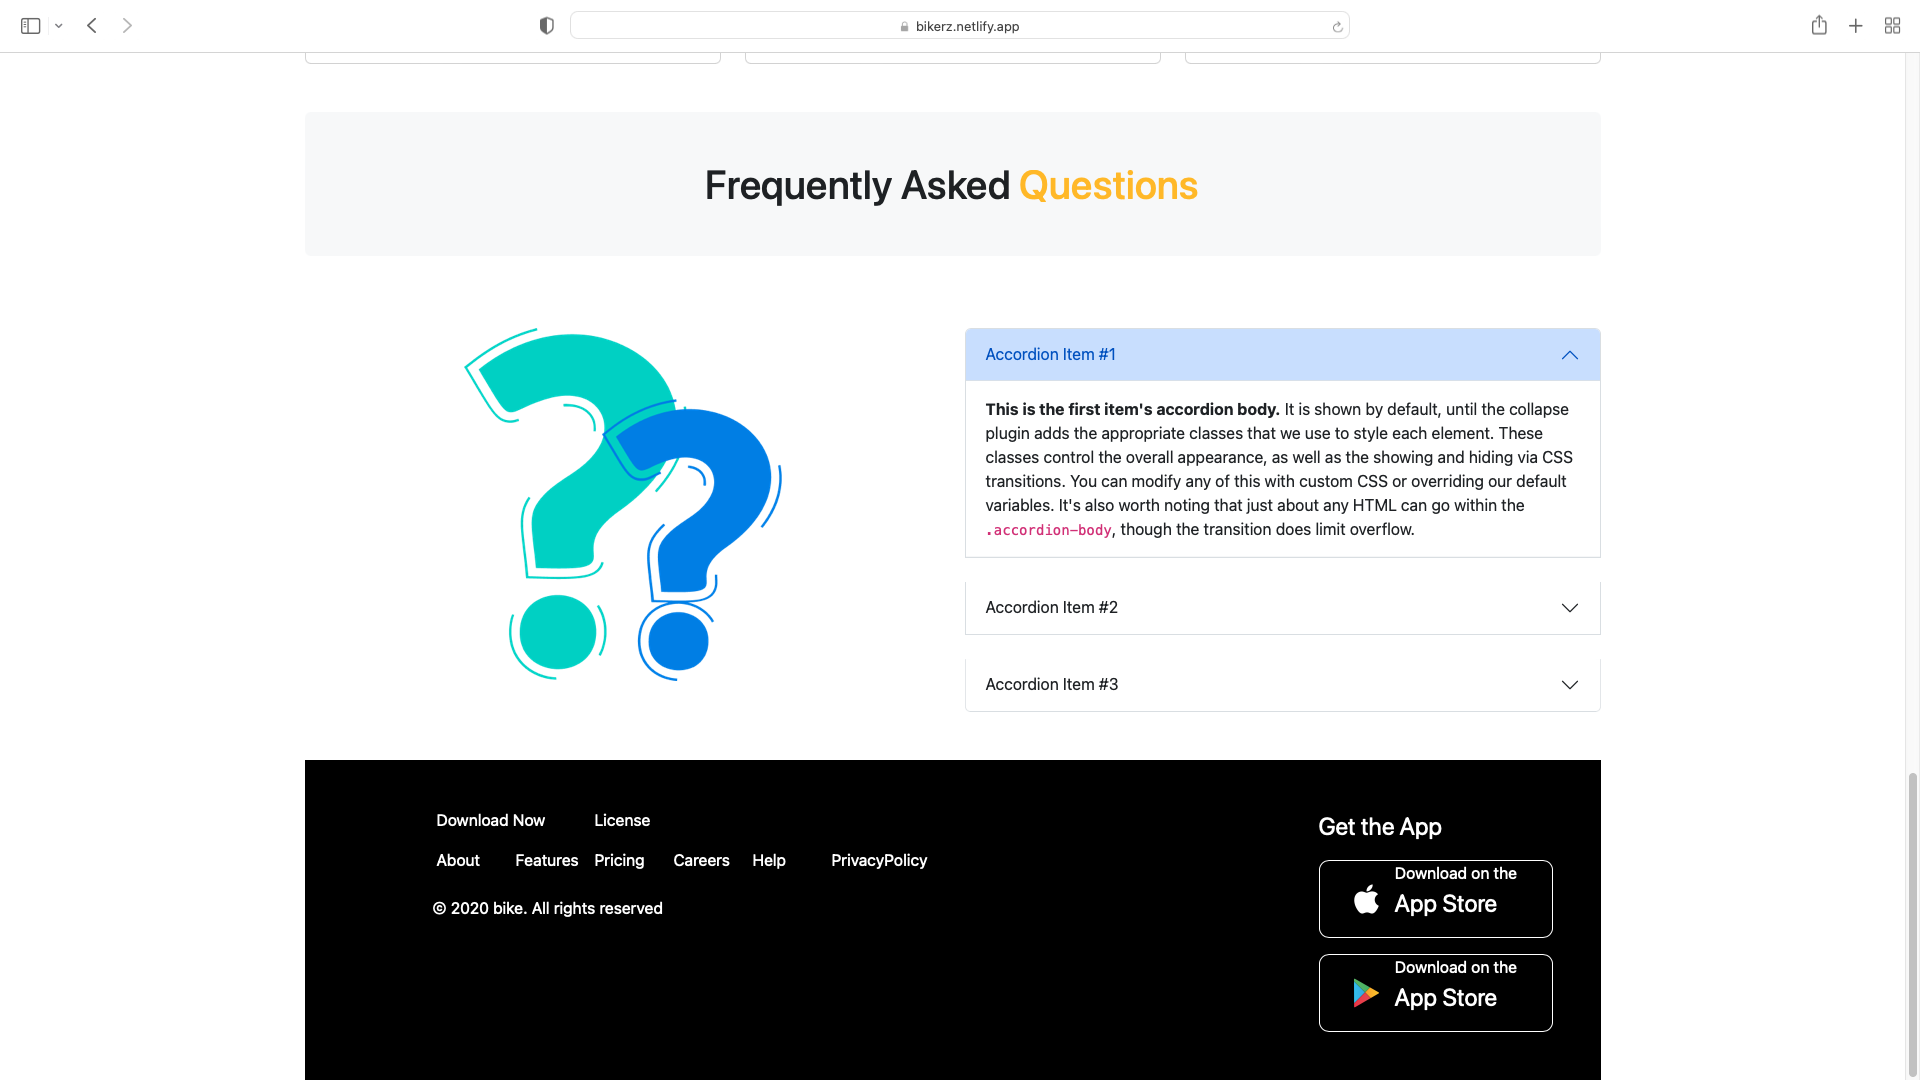 bikerz.netlify.app
Frequently Asked Questions
Accordion Item #1
This is the first item's accordion body. It is shown by default, until the collapse
plugin adds the appropriate classes that we use to style each element. These
classes control the overall appearance, as well as the showing and hiding via CSS
transitions. You can modify any of this with custom CSS or overriding our default
variables. It's also worth noting that just about any HTML can go within the
.accordion-body, though the transition does limit overflow.
Accordion Item #2
Accordion Item #3
Download Now License
About Features Pricing Careers Help PrivacyPolicy
© 2020 bike. All rights reserved
Get the App
Download on the
App Store
Download on the
App Store